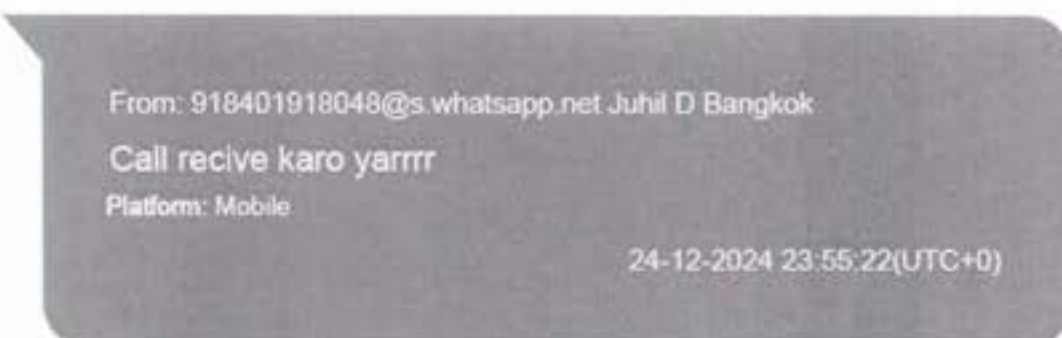 From: 918401918048@s.whatsapp.net Juhil D Bangkok
Call recive karo yarrrr
Platform: Mobile
24-12-2024 23:55:22(UTC+0)